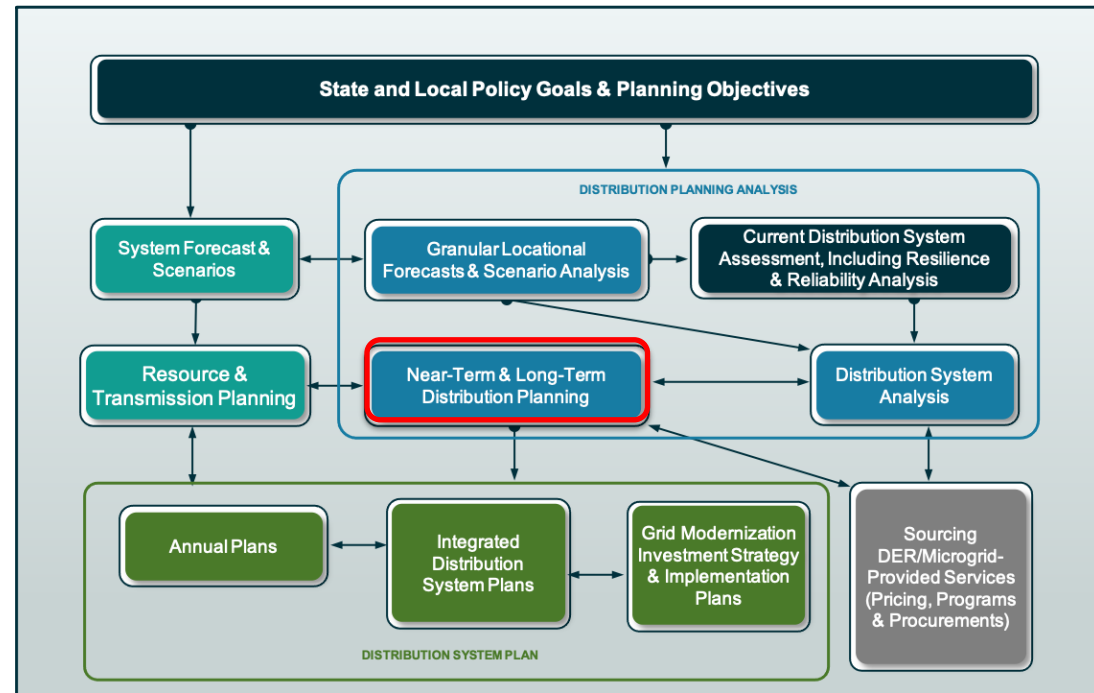 State and Local Policy Goals & Planning Objectives
DISTRIBUTION PLANNING ANALYSIS
System Forecast &
Scenarios
Granular Locational
Forecasts & Scenario Analysis
Current Distribution System
Assessment, Including Resilience
& Reliability Analysis
Resource &
Transmission Planning
Near-Term & Long-Term
Distribution Planning
Distribution System
Analysis
Annual Plans
Integrated
Distribution
System Plans
Grid Modernization
Investment Strategy
& Implementation
Plans
Sourcing
DER/Microgrid-
Provided Services
(Pricing, Programs
& Procurements)
DISTRIBUTION SYSTEM PLAN